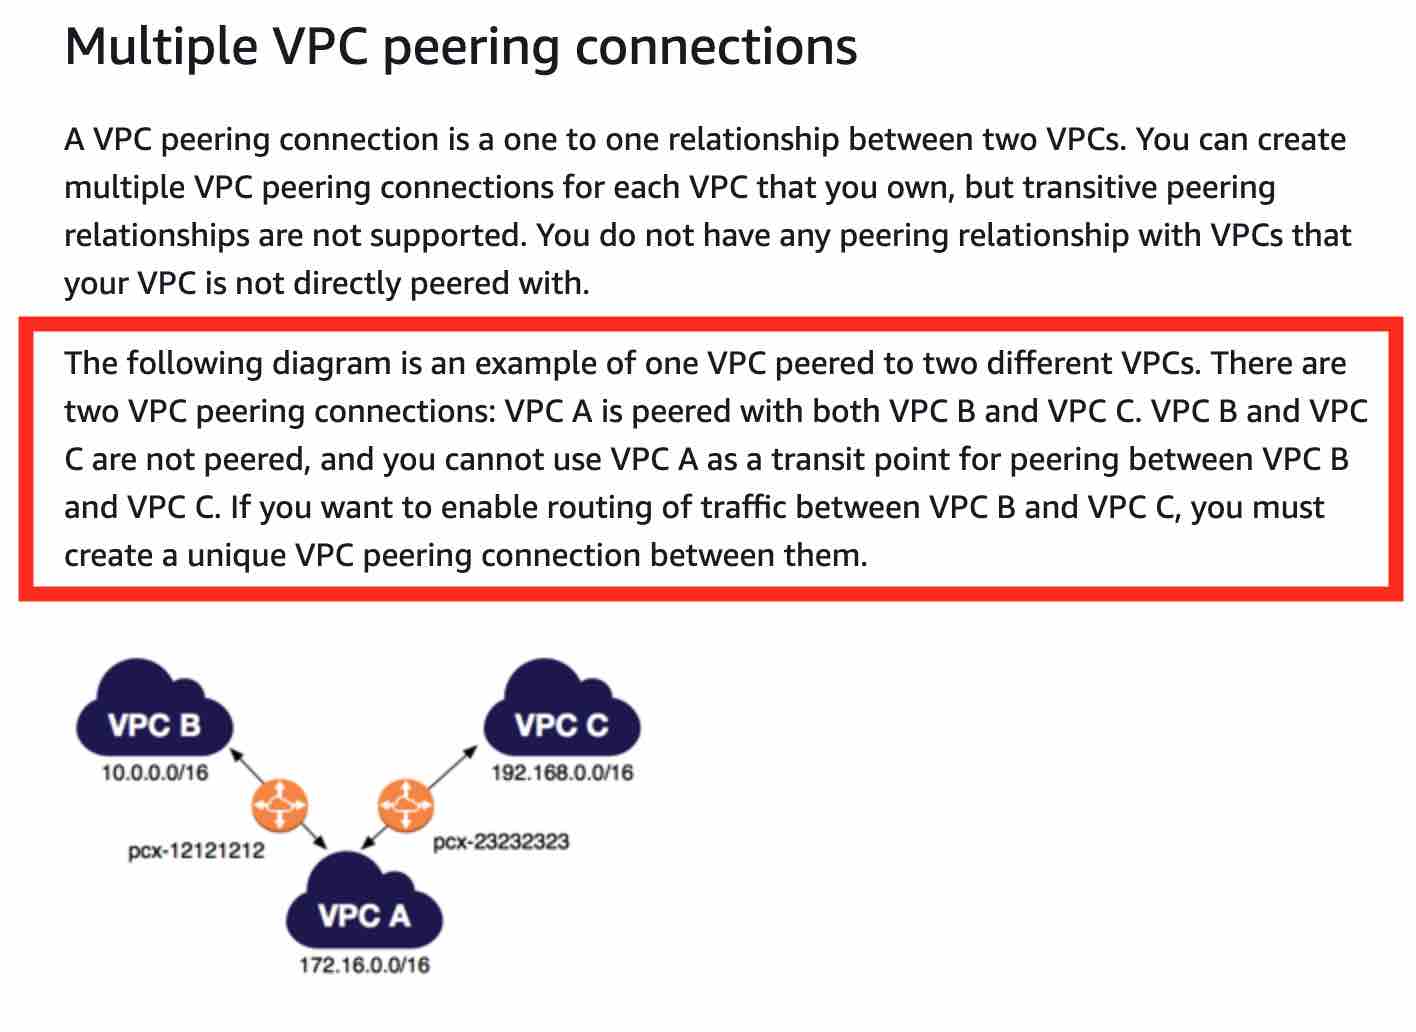 Multiple VPC peering connections
A VPC peering connection is a one to one relationship between two VPCs. You can create
multiple VPC peering connections for each VPC that you own, but transitive peering
relationships are not supported. You do not have any peering relationship with VPCs that
your VPC is not directly peered with.
The following diagram is an example of one VPC peered to two different VPCs. There are
two VPC peering connections: VPC A is peered with both VPC B and VPC C. VPC B and VPC
C are not peered, and you cannot use VPC A as a transit point for peering between VPC B
and VPC C. If you want to enable routing of traffic between VPC B and VPC C, you must
create a unique VPC peering connection between them.
VPC B
10.0.0.0/16
VPC C
192.168.0.0/16
pcx-12121212
pcx-23232323
VPC A
172.16.0.0/16